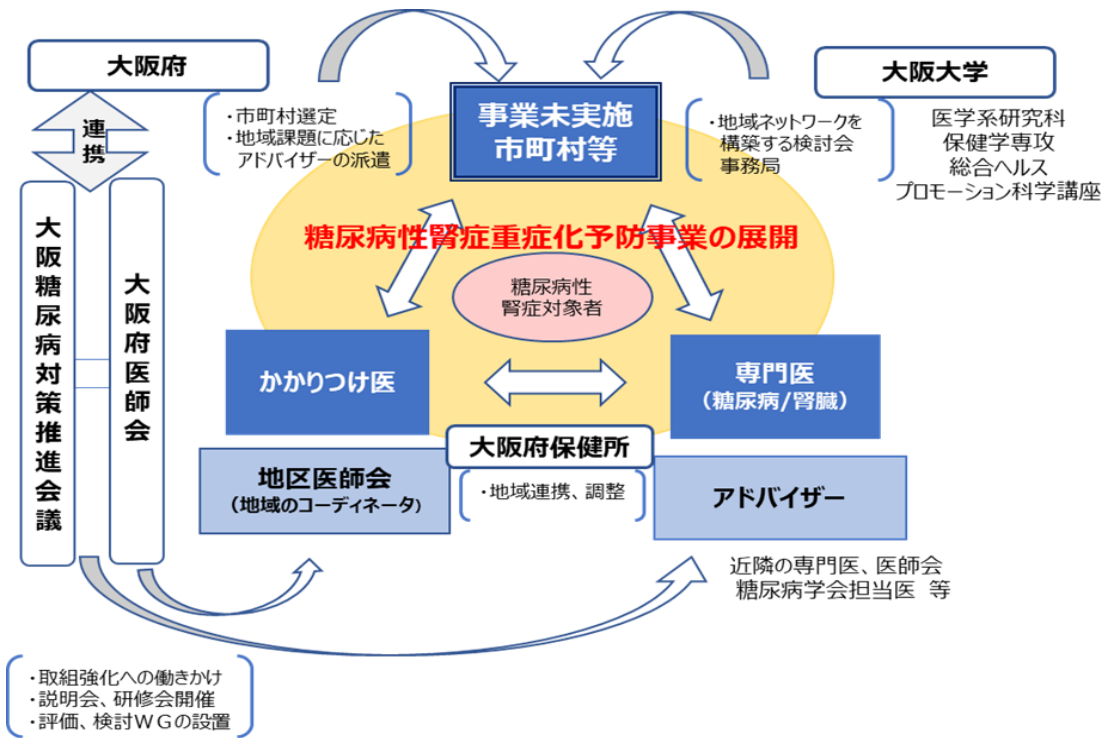 大阪府
連携
・市町村選定
・地域課題に応じた
アドバイザーの派遣
事業未実施
市町村等
・地域ネットワークを
構築する検討会
事務局
大阪大学
医学系研究科
保健学専攻
総合ヘルス
プロモーション科学講座
大阪糖尿病対策推進会議
大阪府医師会
糖尿病性腎症重症化予防事業の展開
糖尿病性
腎症対象者
かかりつけ医
専門医
（糖尿病/腎臓）
大阪府保健所
・地域連携、調整
地区医師会
（地域のコーディネータ）
アドバイザー
近隣の専門医、医師会
糖尿病学会担当医 等
・取組強化への働きかけ
・説明会、研修会開催
・評価、検討ＷＧの設置